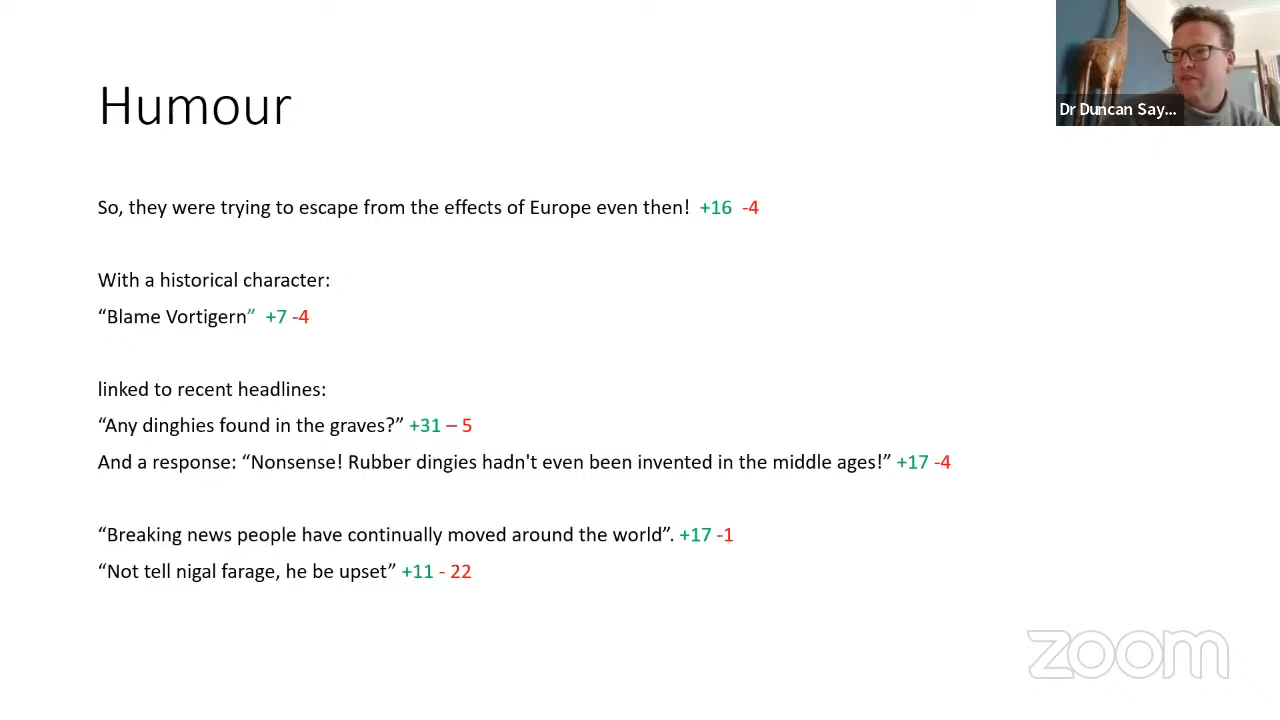 Humour
Dr Duncan Say...
So, they were trying to escape from the effects of Europe even then! +16 -4
With a historical character:
“Blame Vortigern” +7 -4
linked to recent headlines:
“Any dinghies found in the graves?” +31 – 5
And a response: “Nonsense! Rubber dingies hadn't even been invented in the middle ages!” +17 -4
“Breaking news people have continually moved around the world”. +17 -1
“Not tell nigal farage, he be upset” +11 - 22
zoom